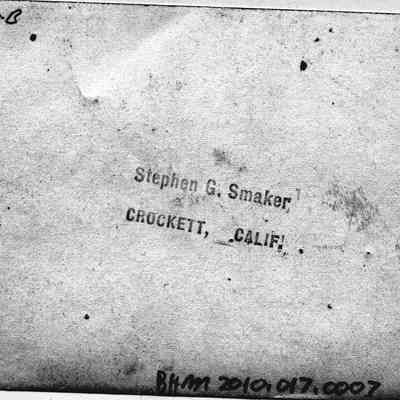 -B
Stephen G. Smaker,
CROCKETT, CALIF.
BHM 2010.017.0007